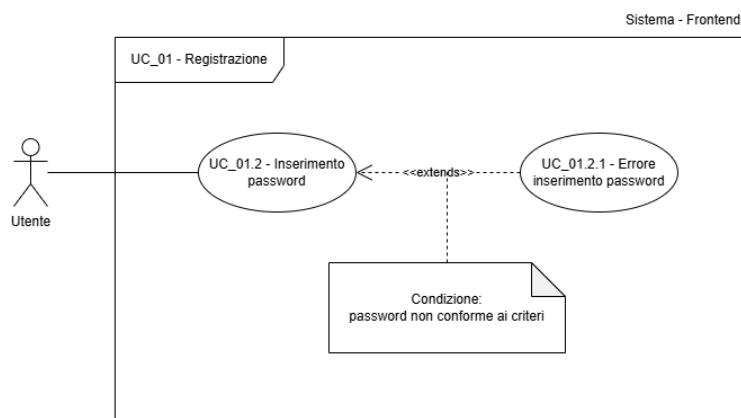 Sistema - Frontend
UC_01 - Registrazione
UC_01.2 - Inserimento
password
<<extends>>
UC_01.2.1 - Errore
inserimento password
Utente
Condizione:
password non conforme ai criteri